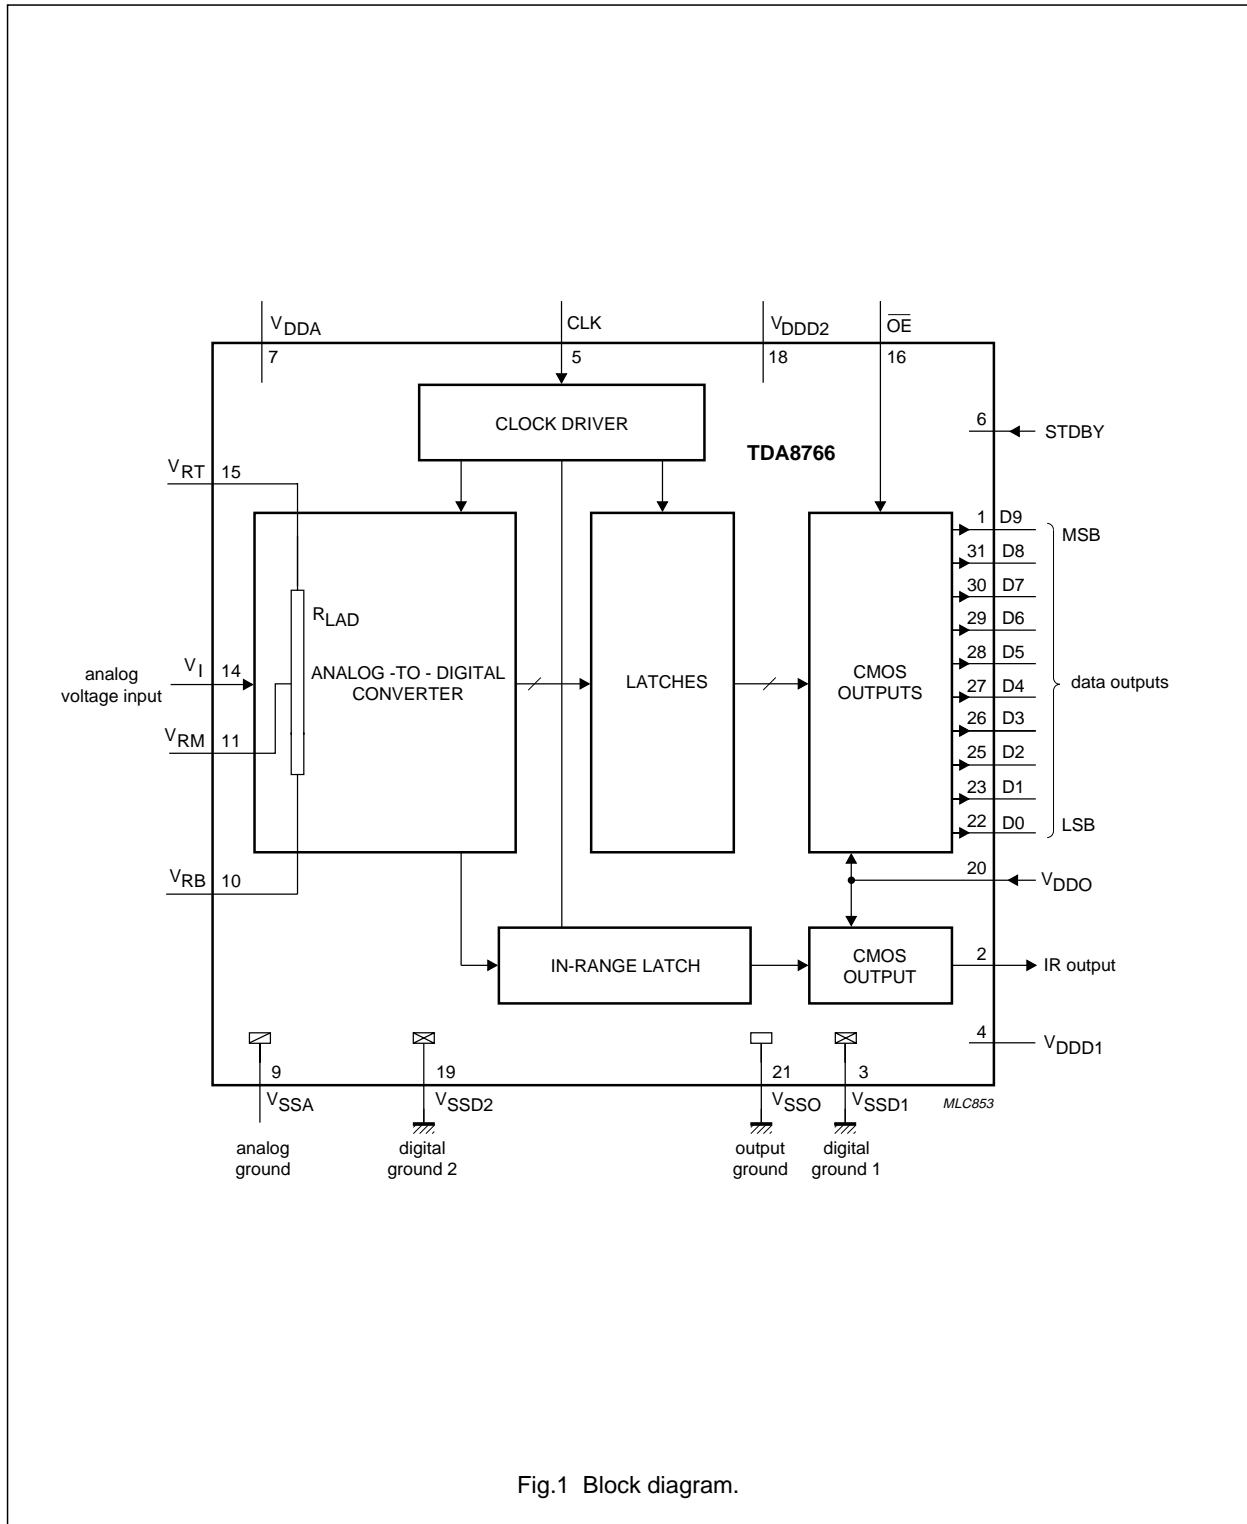 VDDA
CLK
VDDD2
OE
7
5
18
16
CLOCK DRIVER
6
STDBY
TDA8766
VRT
15
1
D9
MSB
31
D8
30
D7
RLAD
29
D6
analog
voltage input
VI
14
ANALOG -TO - DIGITAL
CONVERTER
LATCHES
CMOS
OUTPUTS
28
D5
27
D4
data outputs
VRM
11
26
D3
25
D2
23
D1
22
D0
LSB
VRB
10
20
VDDO
IN-RANGE LATCH
CMOS
OUTPUT
2
IR output
4
VDDD1
9
19
21
3
VSSA
VSSD2
VSSO
VSSD1
MLC853
analog
ground
digital
ground 2
output
ground
digital
ground 1
Fig.1 Block diagram.